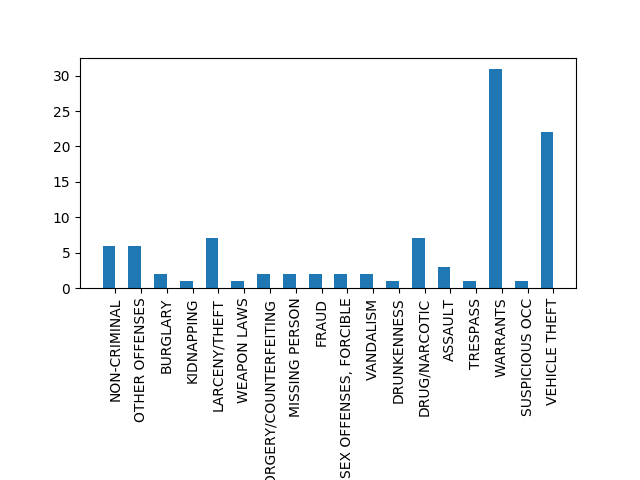 30
25
20
15
10
5
0
NON-CRIMINAL
OTHER OFFENSES
BURGLARY
KIDNAPPING
LARCENY/THEFT
WEAPON LAWS
ORGERY/COUNTERFEITING
MISSING PERSON
FRAUD
SEX OFFENSES, FORCIBLE
VANDALISM
DRUNKENNESS
DRUG/NARCOTIC
ASSAULT
TRESPASS
WARRANTS
SUSPICIOUS OCC
VEHICLE THEFT